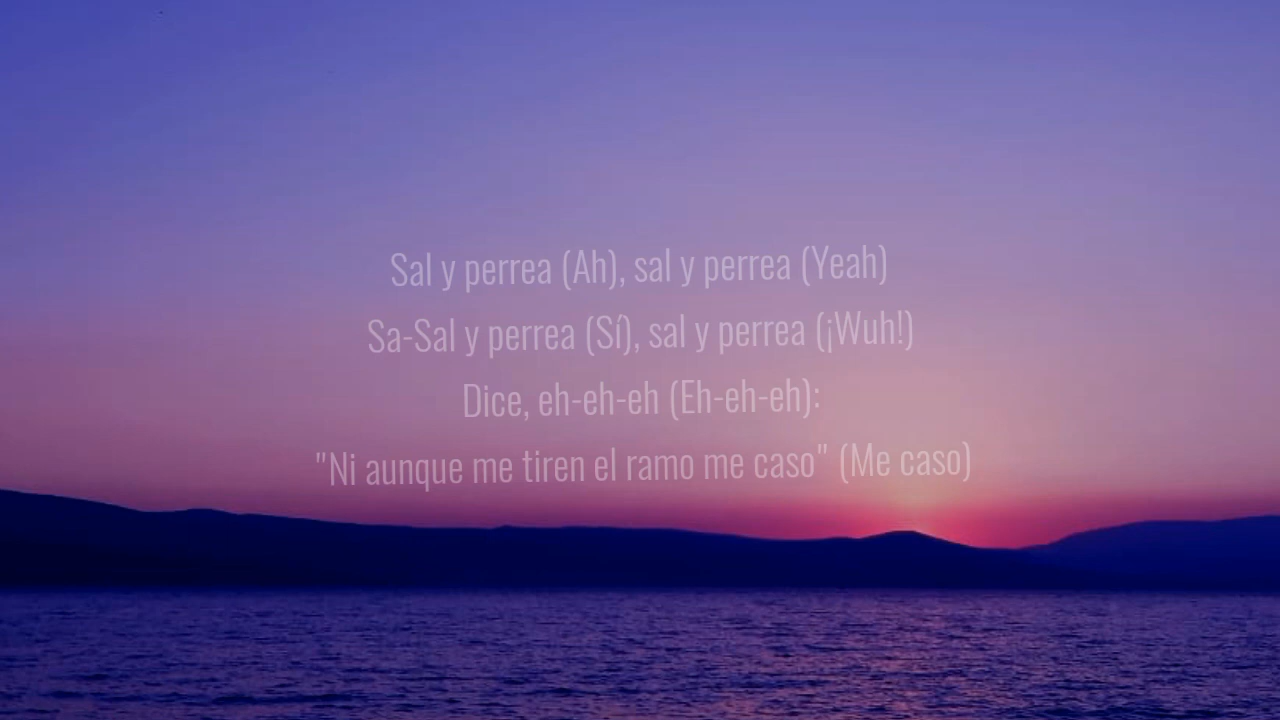 Sal y perrea (Ah), sal y perrea (Yeah)
Sa-Sal y perrea (Sí), sal y perrea (¡Wuh!)
Dice, eh-eh-eh (Eh-eh-eh):
"Ni aunque me tiren el ramo me caso" (Me caso)